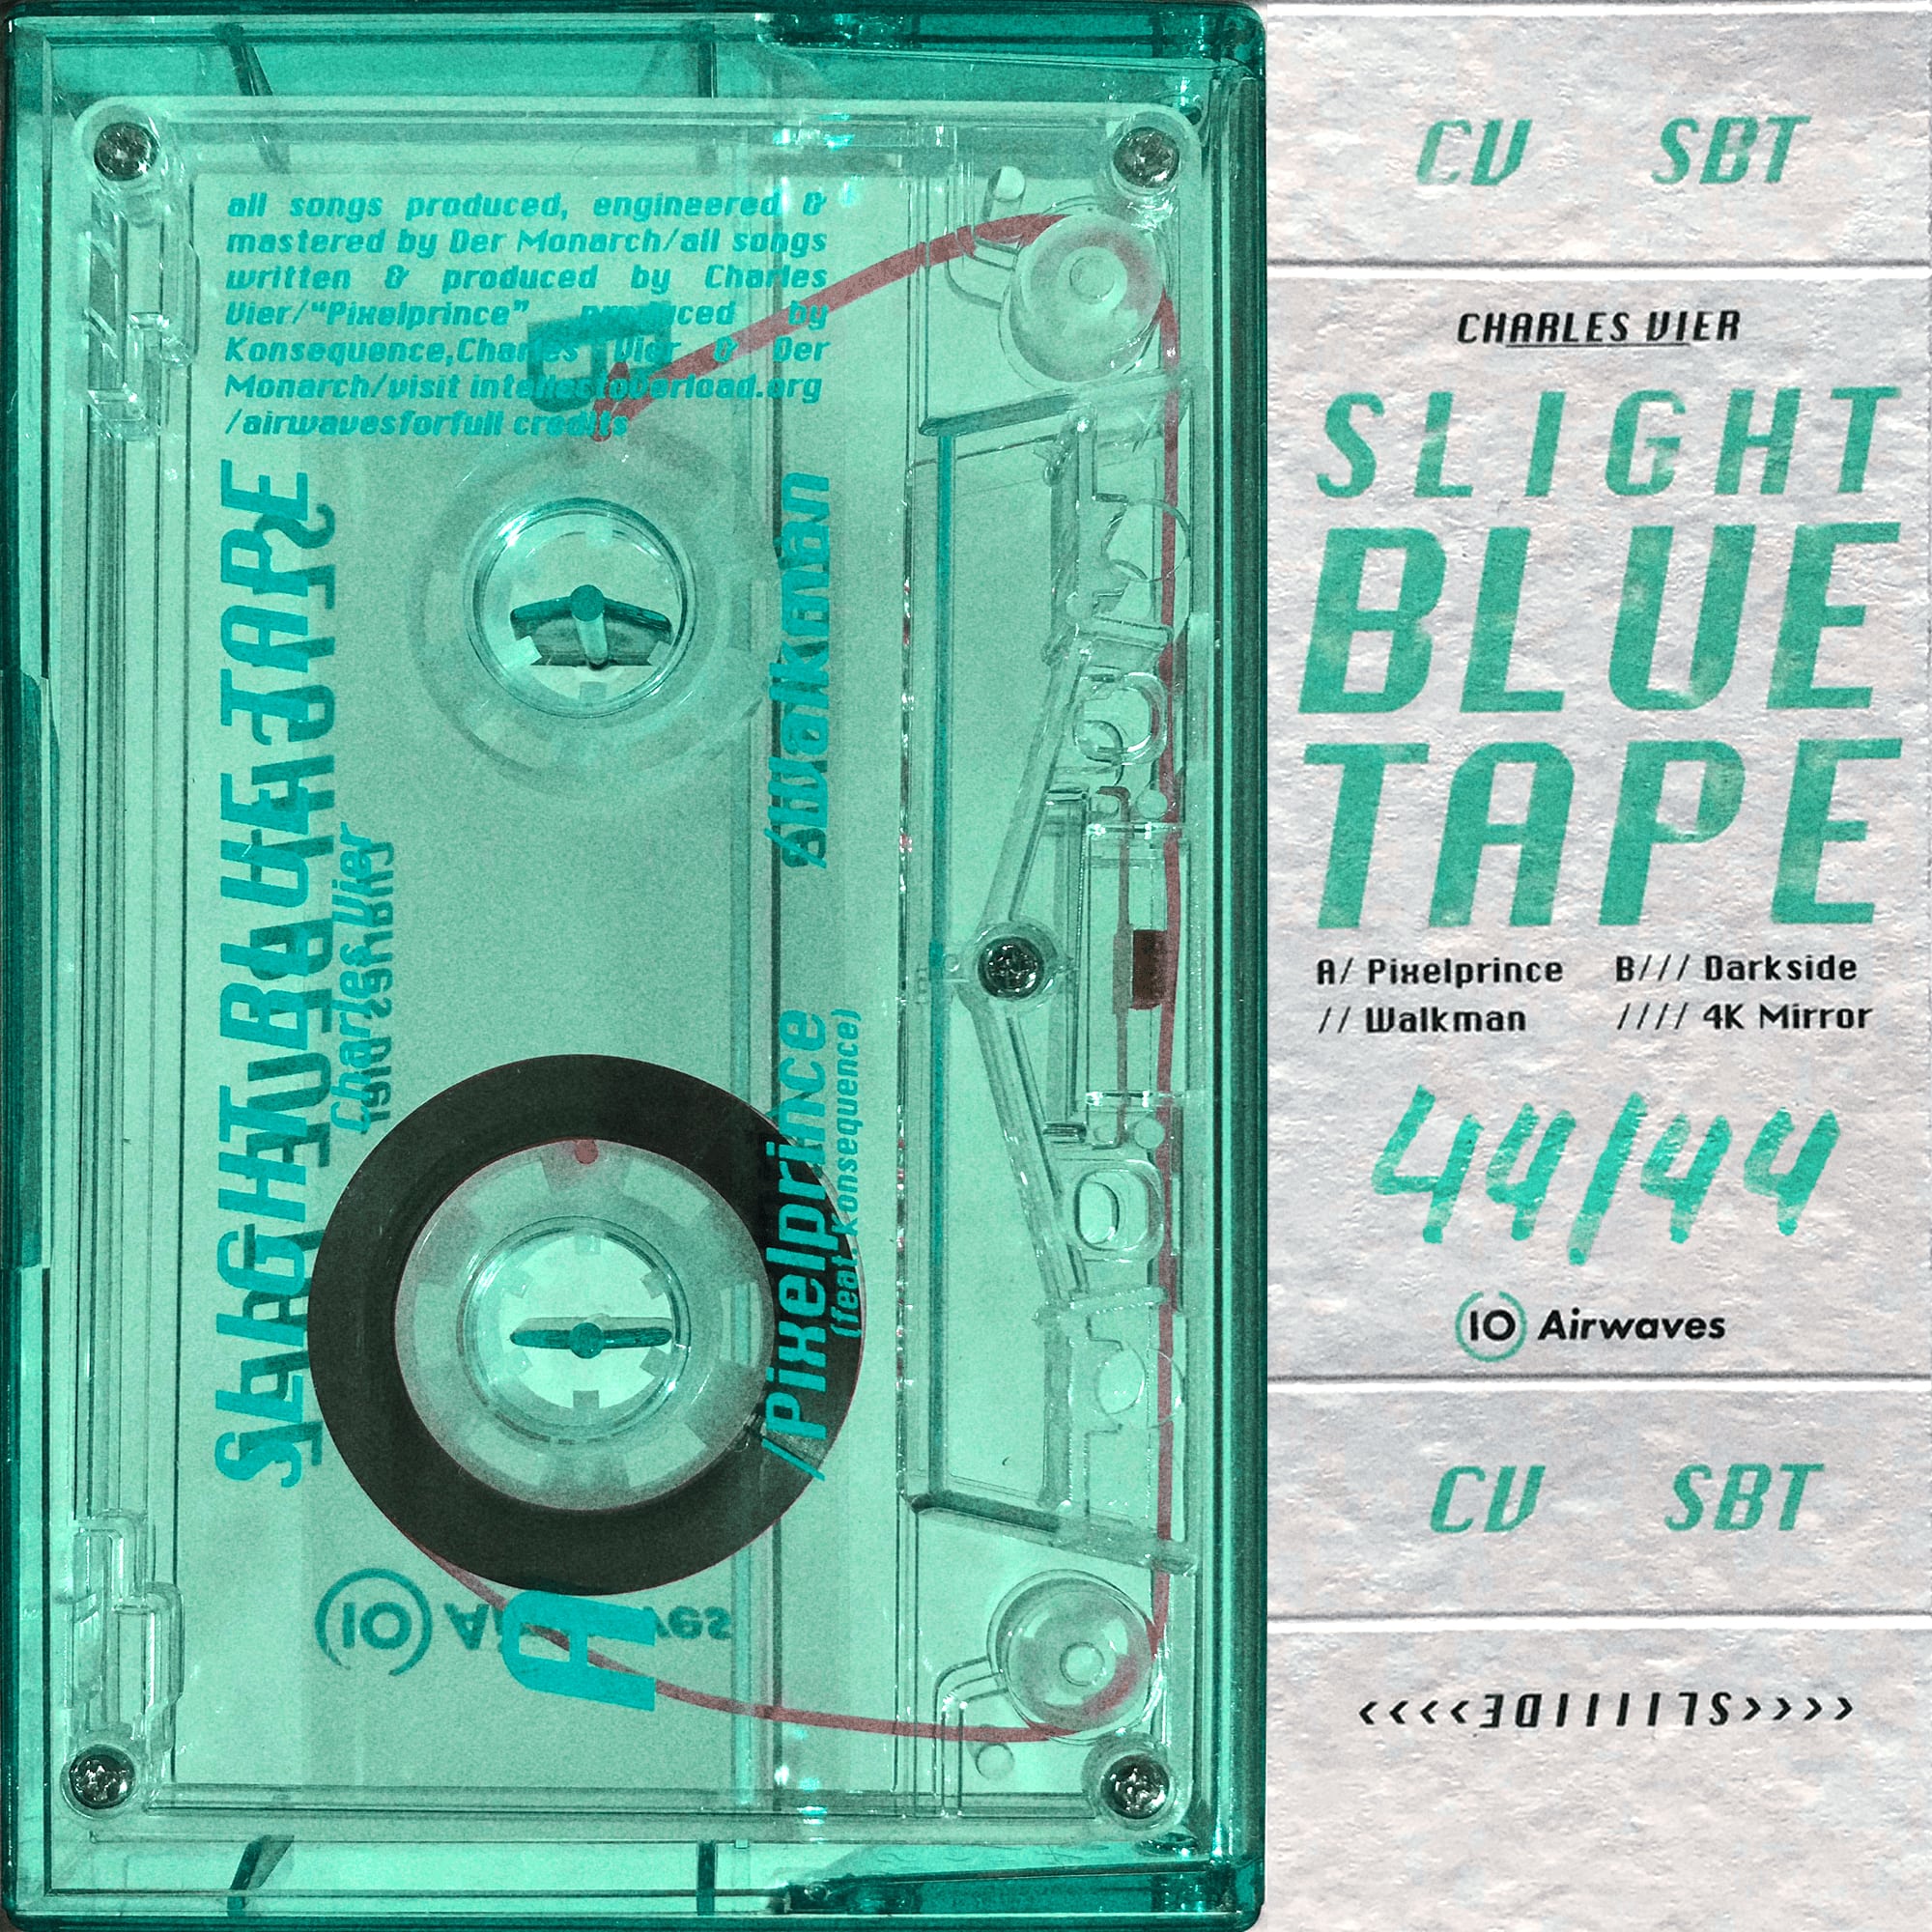 all songs produced, engineered &
mastered by Der Monarch/all songs
written & produced by Charles
Vier/“Pixelprince” produced by
Konsequence,Charles Vier & Der
Monarch/visit intellectoverload.org
/airwavesforfull credits
SLIGHT BLUE TAPE
Charles Vier
//Walkman
/Pixelprince
(feat. Konsequence)
A
IO Airwaves
CV SBT
CHARLES VIER
SLIGHT
BLUE
TAPE
A/ Pixelprince
// Walkman
B/// Darkside
//// 4K Mirror
44/44
IO Airwaves
CV SBT
<<<<SLIIIIIDE>>>>